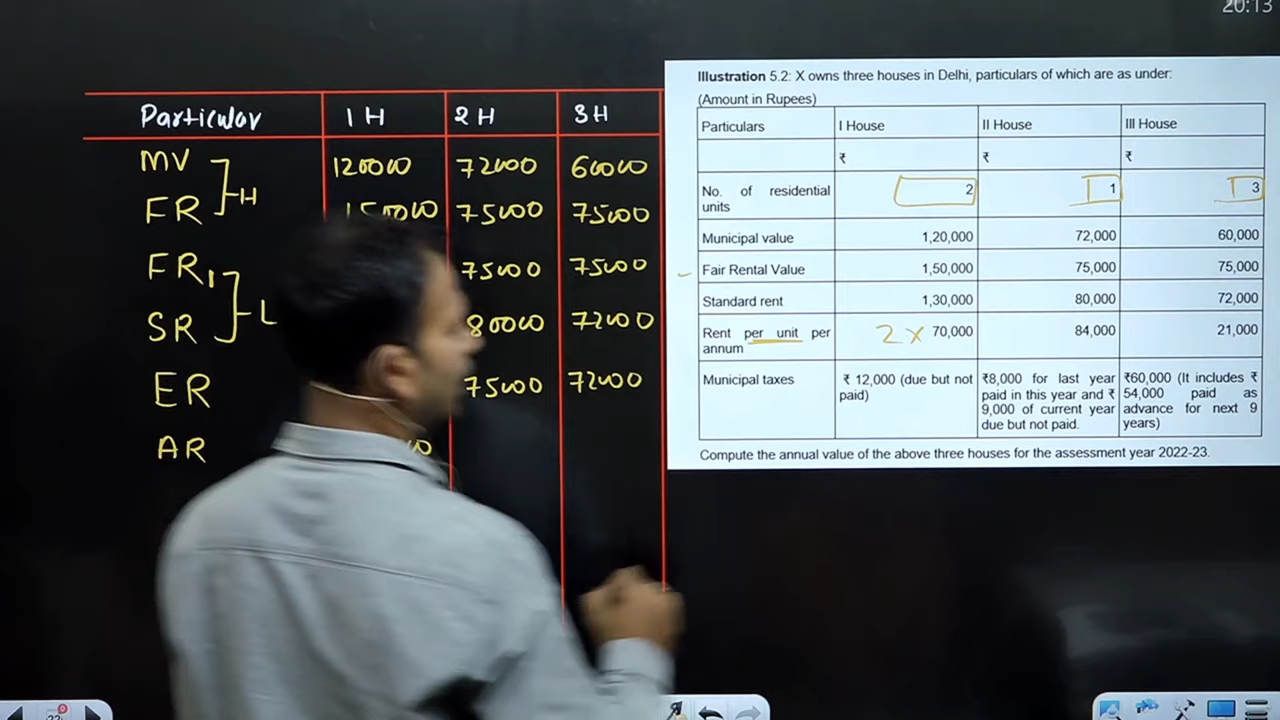 20:13
Particular 1H 2H 3H
MV 120000 72000 60000
H
FR 150000 75000 75000
FR1 75000 75000
L
SR 80000 72000
ER 75000 72000
AR
Illustration 5.2: X owns three houses in Delhi, particulars of which are as under:
(Amount in Rupees)
Particulars I House II House III House
₹ ₹ ₹
No. of residential units 2 1 3
Municipal value 1,20,000 72,000 60,000
Fair Rental Value 1,50,000 75,000 75,000
Standard rent 1,30,000 80,000 72,000
Rent per unit per annum 2 x 70,000 84,000 21,000
Municipal taxes ₹ 12,000 (due but not paid) ₹8,000 for last year paid in this year and ₹ 9,000 of current year due but not paid. ₹60,000 (It includes ₹ 54,000 paid as advance for next 9 years)
Compute the annual value of the above three houses for the assessment year 2022-23.